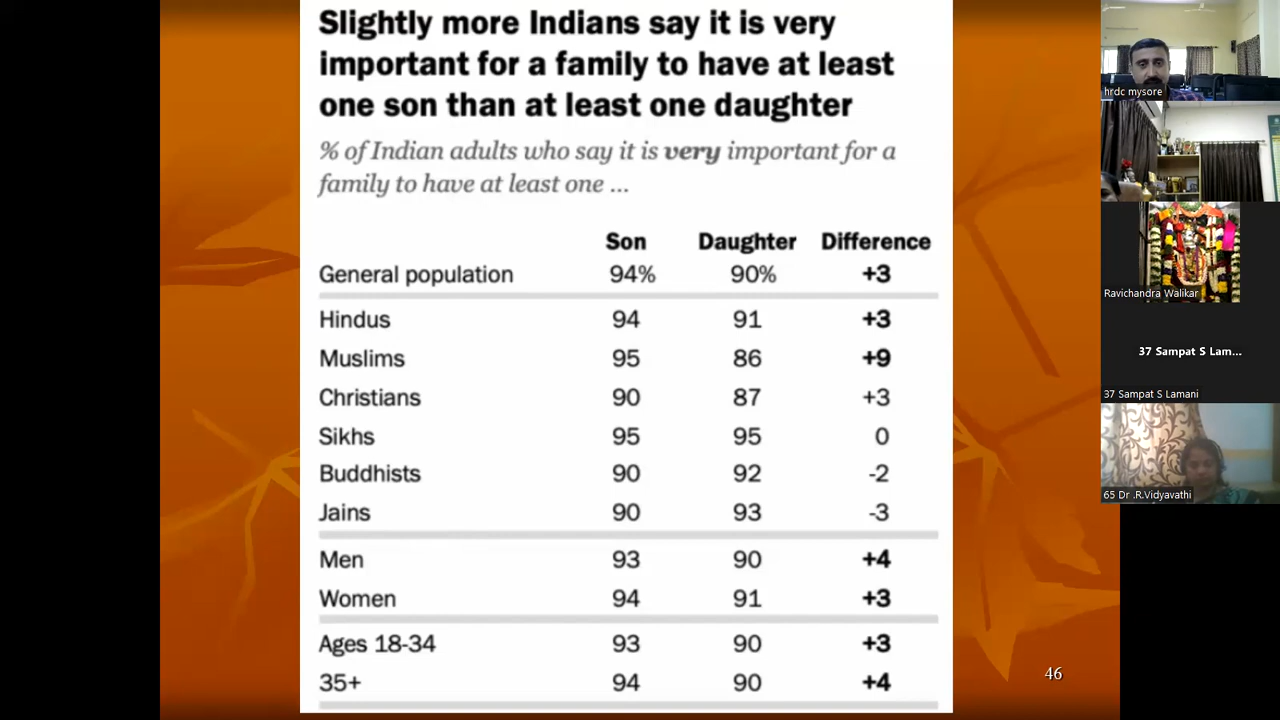 Slightly more Indians say it is very
important for a family to have at least
one son than at least one daughter
% of Indian adults who say it is very important for a
family to have at least one ...
Son Daughter Difference
General population 94% 90% +3
Hindus 94 91 +3
Muslims 95 86 +9
Christians 90 87 +3
Sikhs 95 95 0
Buddhists 90 92 -2
Jains 90 93 -3
Men 93 90 +4
Women 94 91 +3
Ages 18-34 93 90 +3
35+ 94 90 +4
46
hrdc mysore
Ravichandra Walikar
37 Sampat S Lam...
37 Sampat S Lamani
65 Dr .R.Vidyavathi